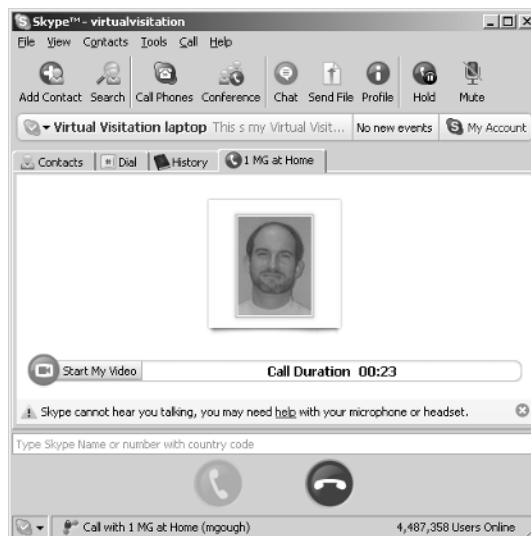 Skype™ - virtualvisitation
File View Contacts Tools Call Help
Add Contact Search Call Phones Conference Chat Send File Profile Hold Mute
Virtual Visitation laptop This s my Virtual Visit... No new events My Account
Contacts Dial History 1 MG at Home
Start My Video Call Duration 00:23
Skype cannot hear you talking, you may need help with your microphone or headset.
Type Skype Name or number with country code
Call with 1 MG at Home (mgough) 4,487,358 Users Online